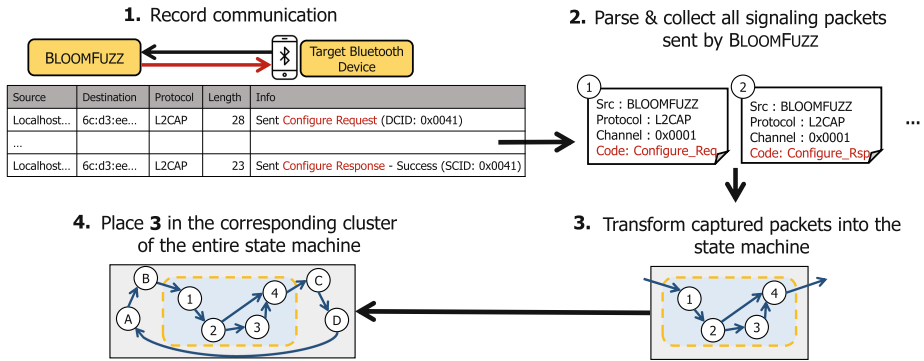 1. Record communication
BLOOMFUZZ
Target Bluetooth
Device
Source Destination Protocol Length Info
Localhost... 6c:d3:ee... L2CAP 28 Sent Configure Request (DCID: 0x0041)
...
Localhost... 6c:d3:ee... L2CAP 23 Sent Configure Response - Success (SCID: 0x0041)
2. Parse & collect all signaling packets
sent by BLOOMFUZZ
1
Src : BLOOMFUZZ
Protocol : L2CAP
Channel : 0x0001
Code: Configure_Req
2
Src : BLOOMFUZZ
Protocol : L2CAP
Channel : 0x0001
Code: Configure_Rsp
...
3. Transform captured packets into the
state machine
1
2
3
4
4. Place 3 in the corresponding cluster
of the entire state machine
A
B
1
2
3
4
C
D